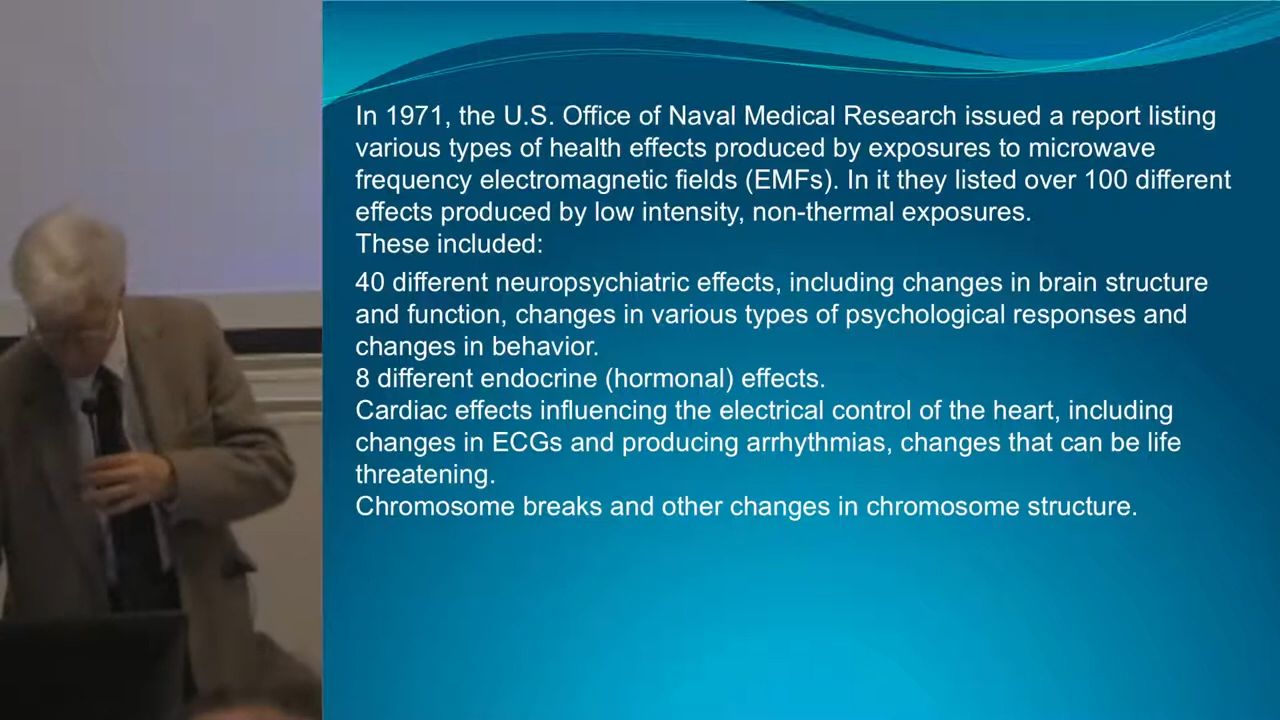 In 1971, the U.S. Office of Naval Medical Research issued a report listing
various types of health effects produced by exposures to microwave
frequency electromagnetic fields (EMFs). In it they listed over 100 different
effects produced by low intensity, non-thermal exposures.
These included:
40 different neuropsychiatric effects, including changes in brain structure
and function, changes in various types of psychological responses and
changes in behavior.
8 different endocrine (hormonal) effects.
Cardiac effects influencing the electrical control of the heart, including
changes in ECGs and producing arrhythmias, changes that can be life
threatening.
Chromosome breaks and other changes in chromosome structure.